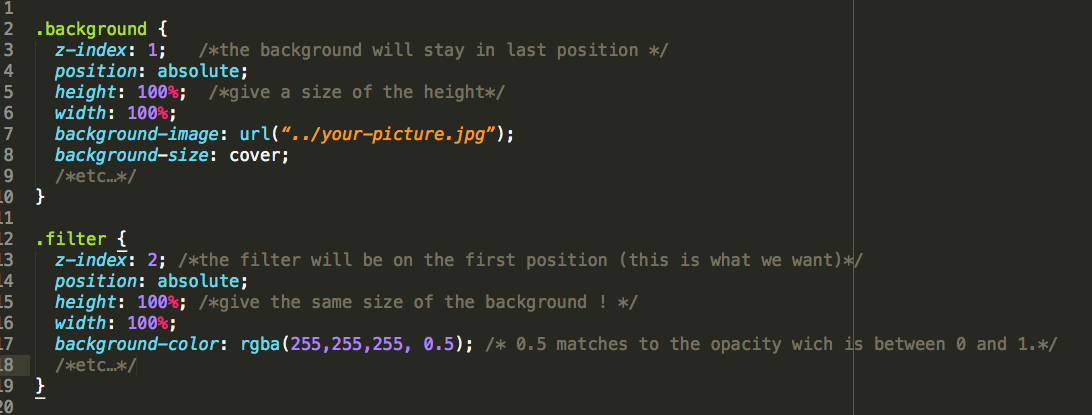 1
2 .background {
3 z-index: 1; /*the background will stay in last position */
4 position: absolute;
5 height: 100%; /*give a size of the height*/
6 width: 100%;
7 background-image: url(“../your-picture.jpg”);
8 background-size: cover;
9 /*etc…*/
10 }
11
12 .filter {
13 z-index: 2; /*the filter will be on the first position (this is what we want)*/
14 position: absolute;
15 height: 100%; /*give the same size of the background ! */
16 width: 100%;
17 background-color: rgba(255,255,255, 0.5); /* 0.5 matches to the opacity wich is between 0 and 1.*/
18 /*etc…*/
19 }
20